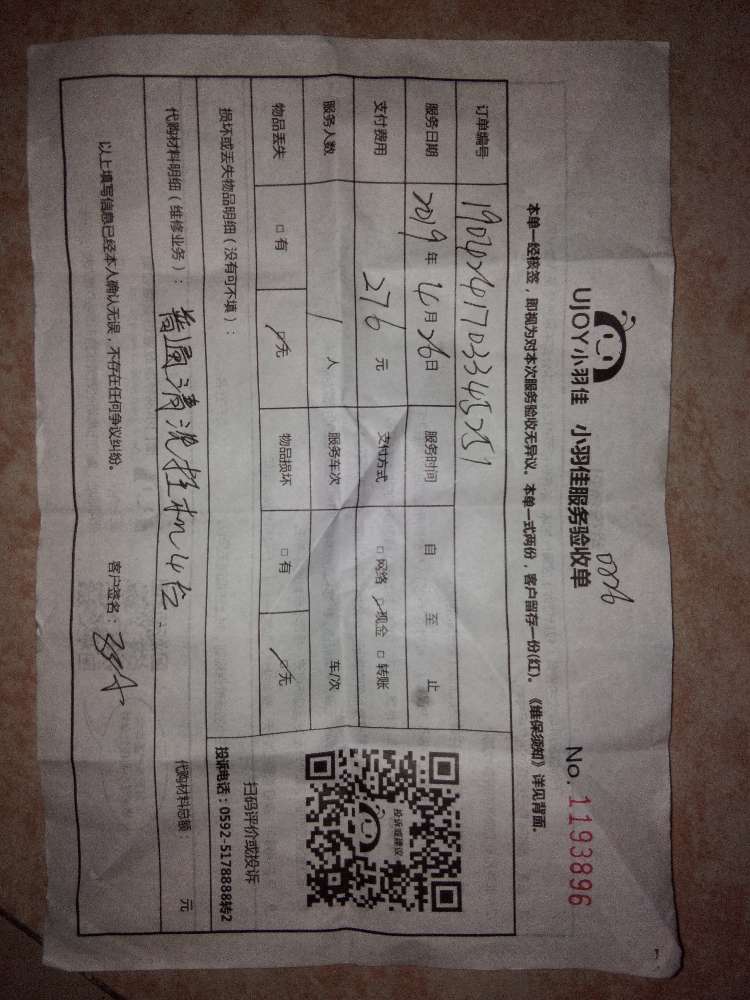 UJOY小羽佳 小羽佳服务验收单
No. 1193896
本单一经核签，即视为对本次服务验收无异议。本单一式两份，客户留存一份(红)。《维保须知》详见背面。
订单编号
服务日期 2019年 4月26日 服务时间 自 至 止
支付费用 276 元 支付方式 □网络 ☑现金 □转账
服务人数 1 人 服务车次 车/次
物品丢失 □有 ☑无 物品损坏 □有 ☑无
投诉或建议
扫码评价或投诉
投诉电话：0592-5178888转2
损坏或丢失物品明细（没有可不填）：
代购材料明细（维修业务）： 普通清洗挂机4台. 代购材料总额： 元
以上填写信息已经本人确认无误，不存在任何争议纠纷。 客户签名：